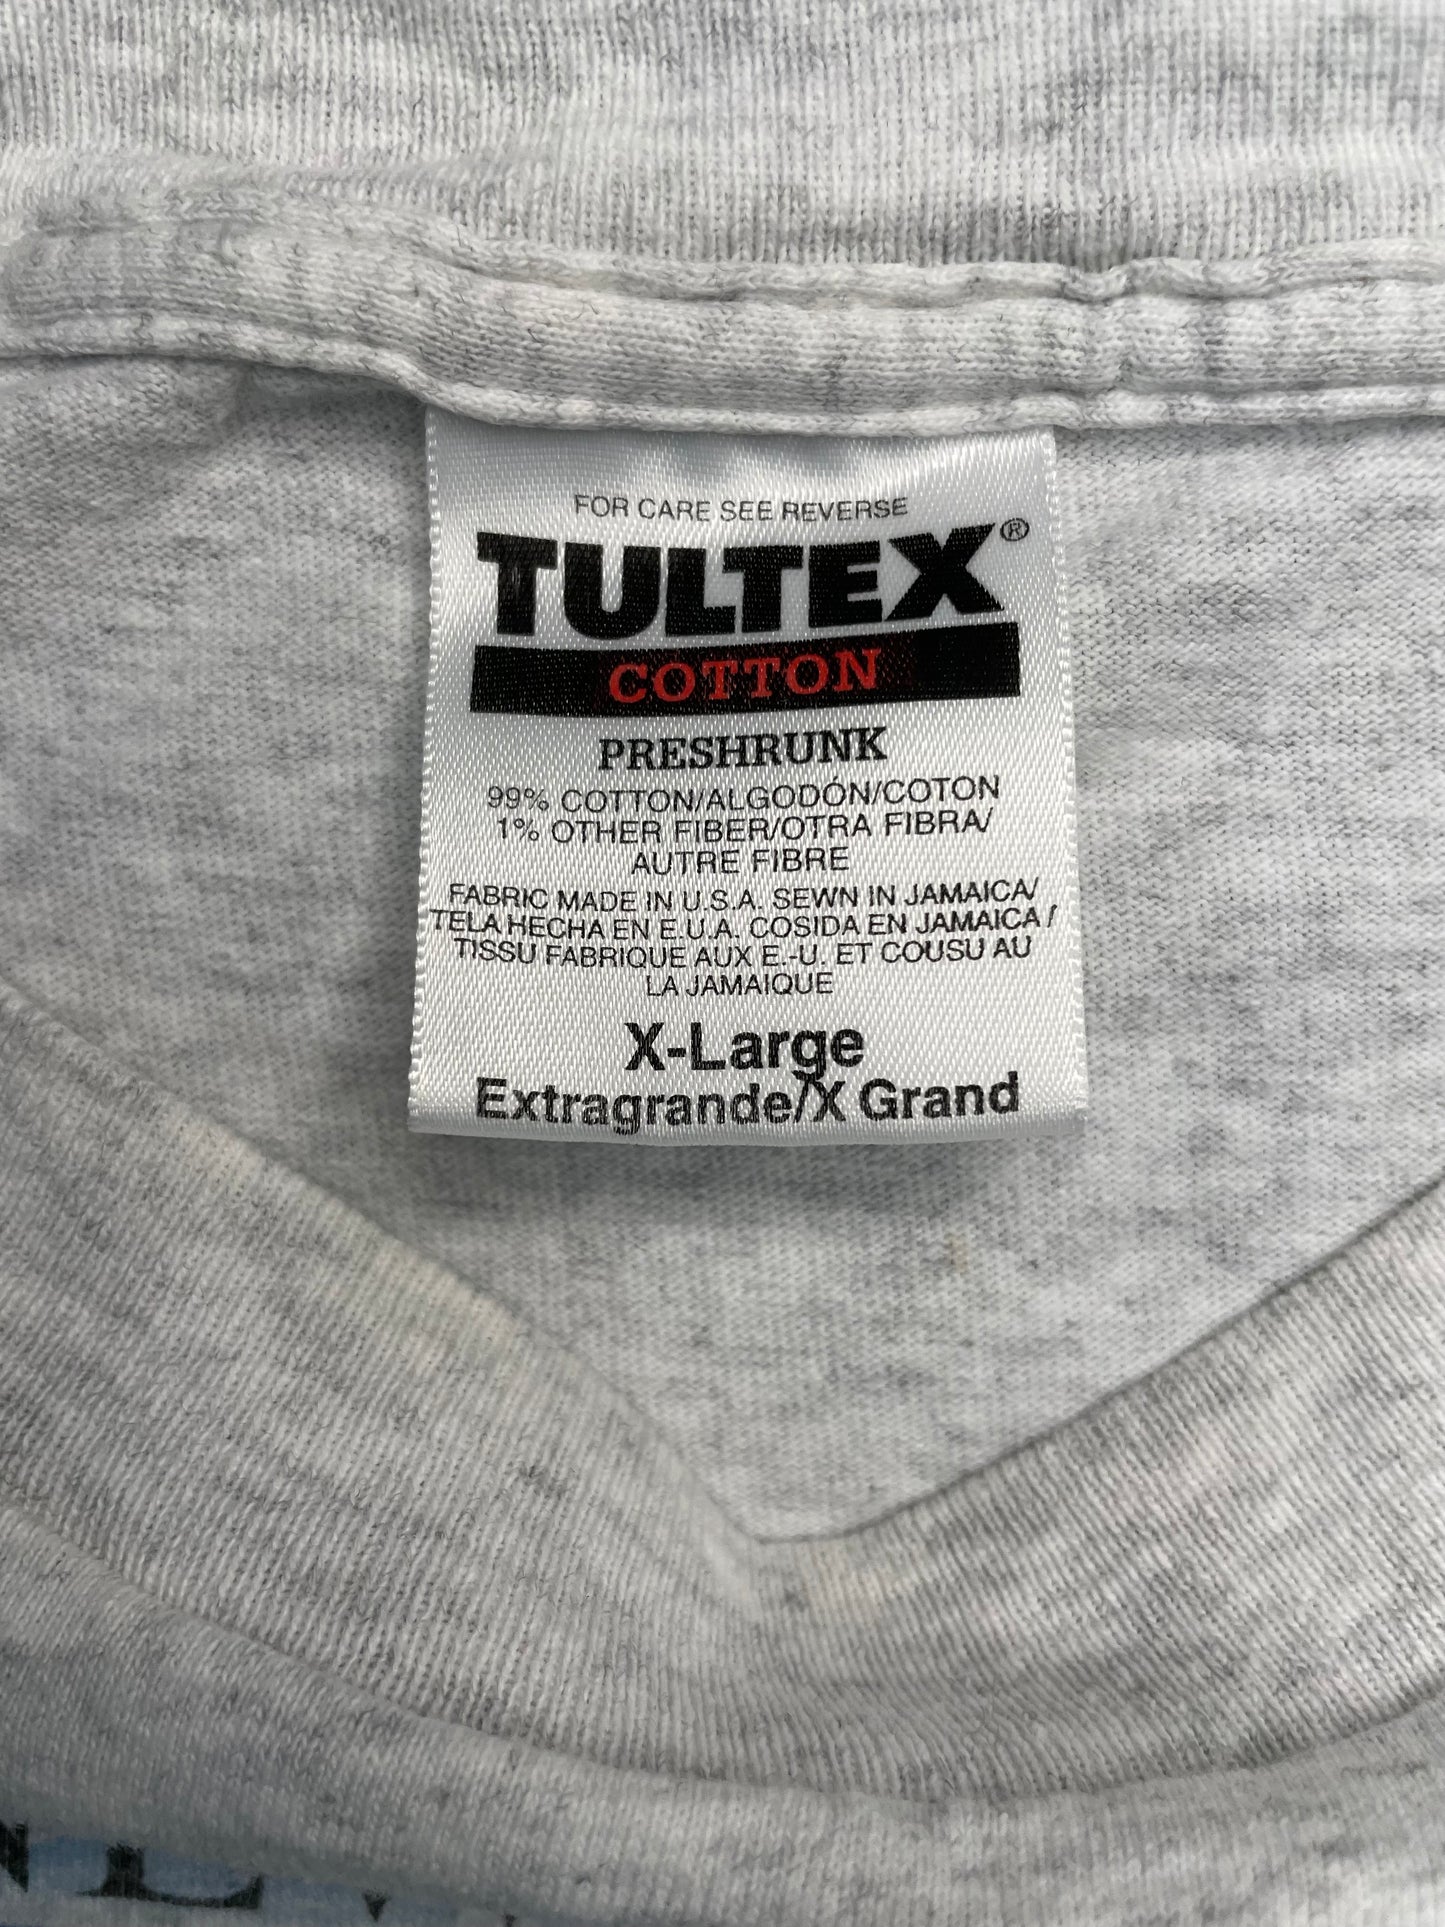 FOR CARE SEE REVERSE
TULTEX®
COTTON
PRESHRUNK
99% COTTON/ALGODÓN/COTON
1% OTHER FIBER/OTRA FIBRA/
AUTRE FIBRE
FABRIC MADE IN U.S.A. SEWN IN JAMAICA/
TELA HECHA EN E.U.A. COSIDA EN JAMAICA/
TISSU FABRIQUE AUX E.-U. ET COUSU AU
LA JAMAIQUE
X-Large
Extragrande/X Grand